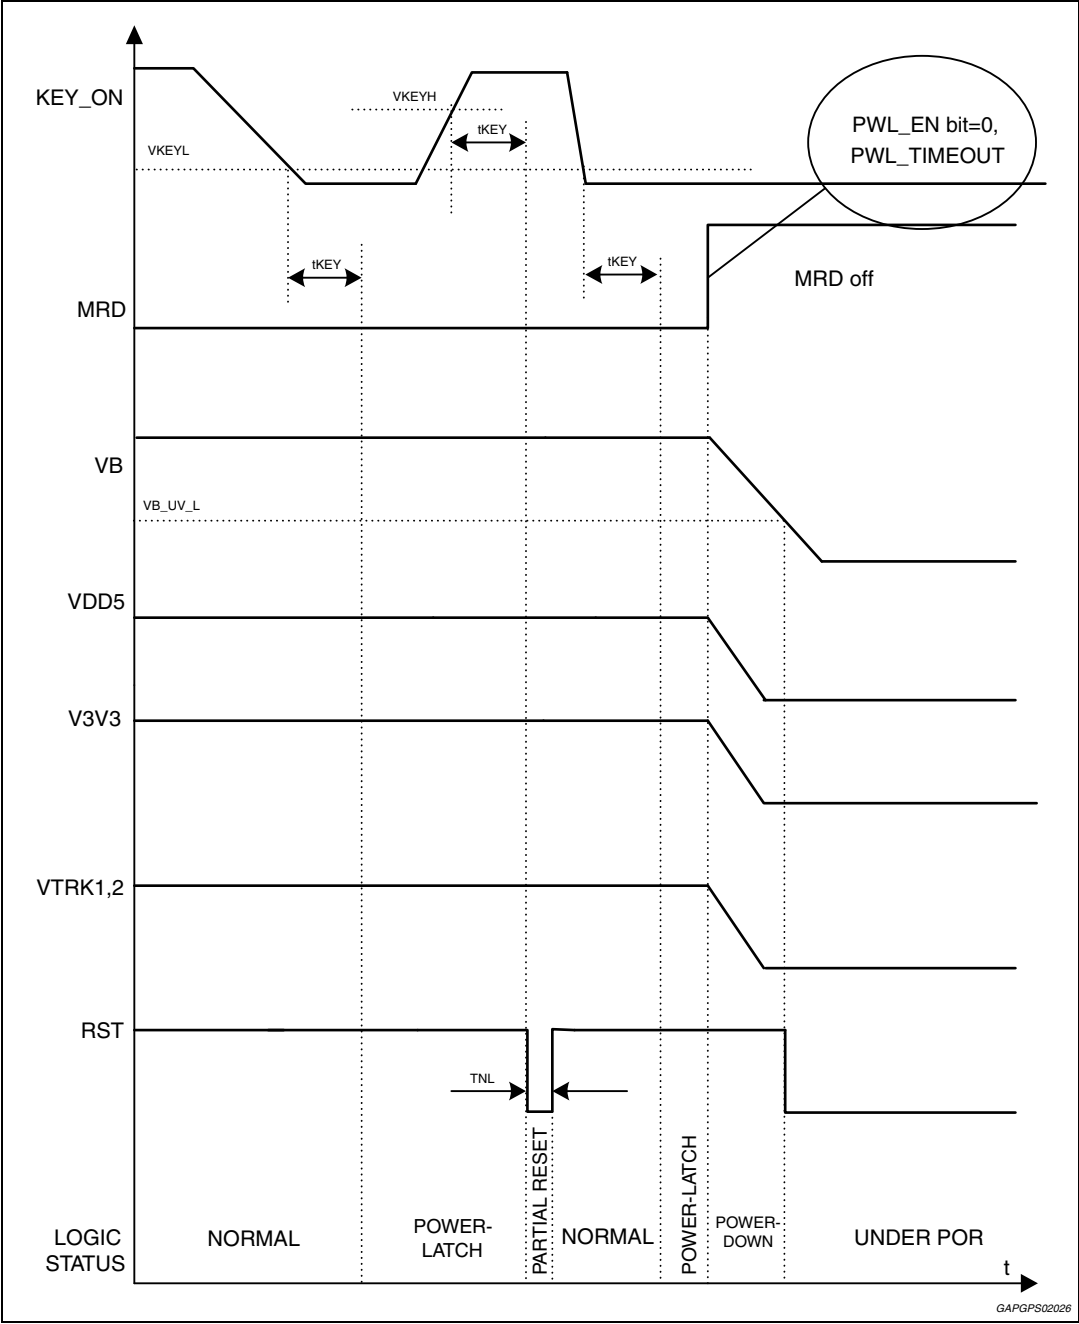 KEY_ON
VKEYH
tKEY
VKEYL
PWL_EN bit=0,
PWL_TIMEOUT
tKEY
tKEY
MRD off
MRD
VB
VB_UV_L
VDD5
V3V3
VTRK1,2
RST
TNL
LOGIC
STATUS
NORMAL
POWER-
LATCH
PARTIAL RESET
NORMAL
POWER-LATCH
POWER-
DOWN
UNDER POR
t
GAPGPS02026